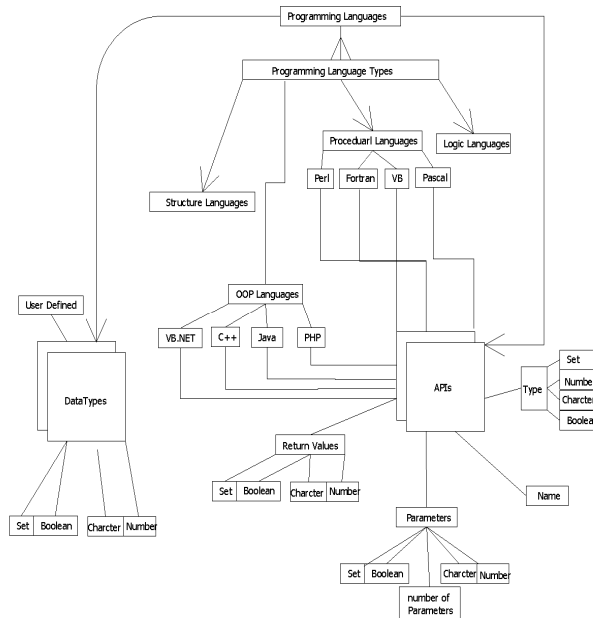 Programming Languages
Programming Language Types
Proceduarl Languages
Logic Languages
Perl
Fortran
VB
Pascal
Structure Languages
OOP Languages
User Defined
VB.NET
C++
Java
PHP
DataTypes
APIs
Type
Set
Numbe
Charcter
Boolea
Return Values
Set
Boolean
Charcter
Number
Name
Set
Boolean
Charcter
Number
Parameters
Set
Boolean
Charcter
Number
number of
Parameters